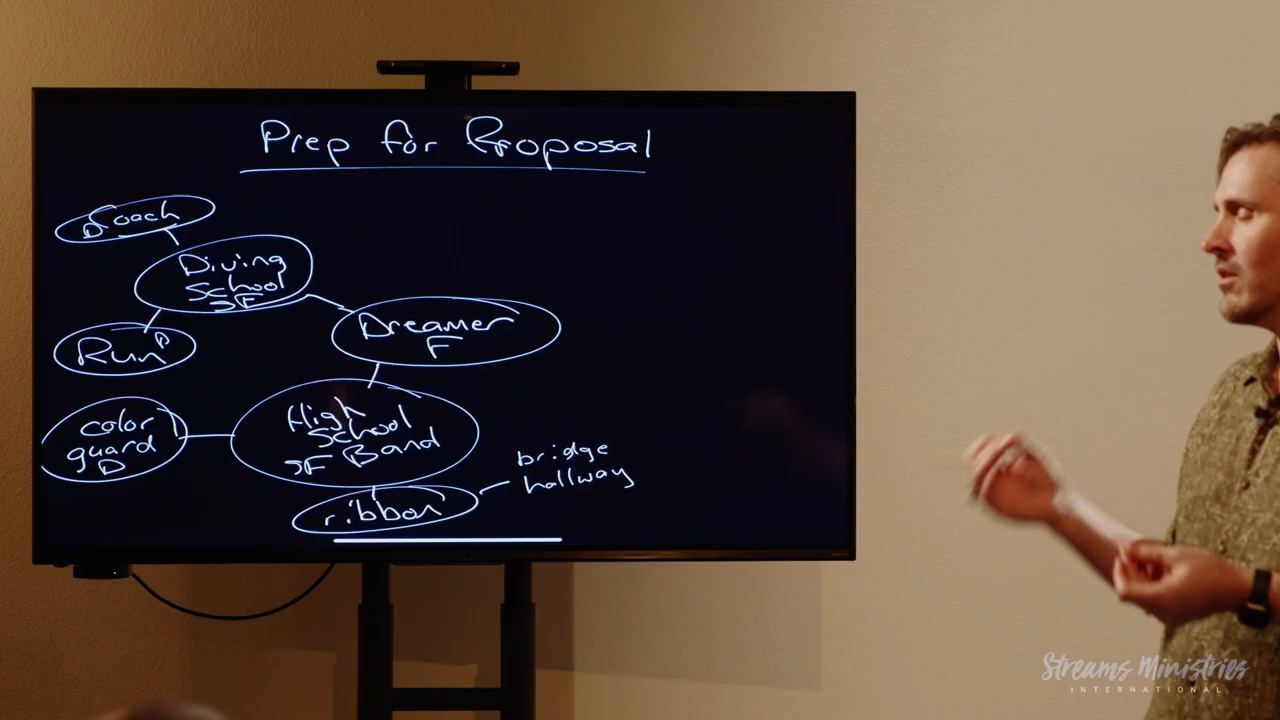 Prep for Proposal
Coach
D
Diving
School
SF
Run D
Dreamer
F
color
guard
D
High
School
SF Band
ribbon
bridge
hallway
Streams Ministries
INTERNATIONAL